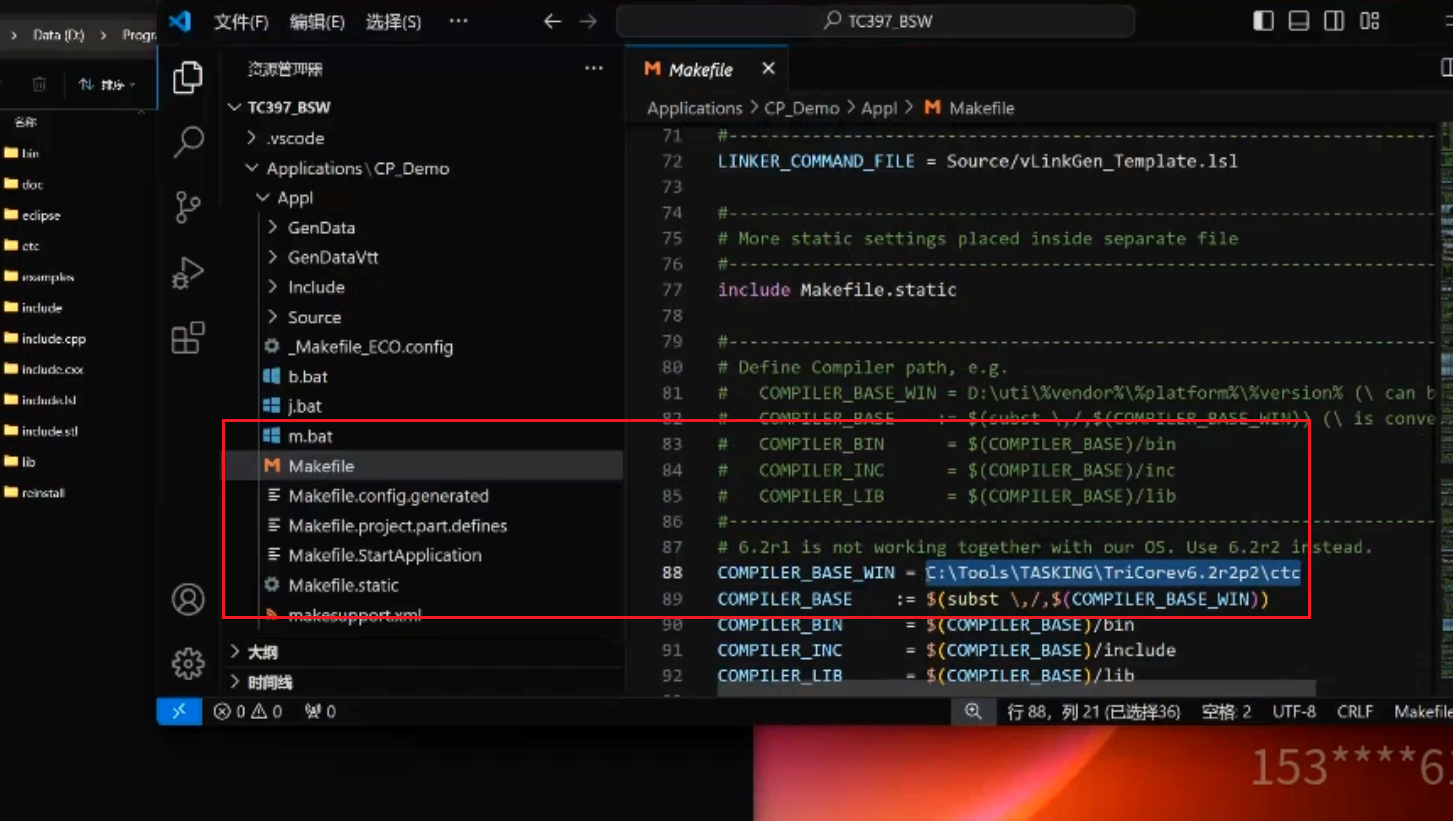 Data (D:) > Progr
文件(F) 编辑(E) 选择(S) ···
TC397_BSW
排序
名称
bin
doc
eclipse
etc
examples
include
include.cpp
include.cxx
include.lsl
include.stl
lib
reinstall
资源管理器 ···
TC397_BSW
.vscode
Applications\CP_Demo
Appl
GenData
GenDataVtt
Include
Source
_Makefile_ECO.config
b.bat
j.bat
m.bat
Makefile
Makefile.config.generated
Makefile.project.part.defines
Makefile.StartApplication
Makefile.static
makesupport.xml
大纲
时间线
Makefile
Applications > CP_Demo > Appl > Makefile
71 #------------------------------------------------------------------------
72 LINKER_COMMAND_FILE = Source/vLinkGen_Template.lsl
73
74 #------------------------------------------------------------------------
75 # More static settings placed inside separate file
76 #------------------------------------------------------------------------
77 include Makefile.static
78
79 #------------------------------------------------------------------------
80 # Define Compiler path, e.g.
81 #   COMPILER_BASE_WIN = D:\uti\%vendor%\%platform%\%version% (\ can b
82 #   COMPILER_BASE    := $(subst \,/,$(COMPILER_BASE_WIN)) (\ is conve
83 #   COMPILER_BIN      = $(COMPILER_BASE)/bin
84 #   COMPILER_INC      = $(COMPILER_BASE)/inc
85 #   COMPILER_LIB      = $(COMPILER_BASE)/lib
86 #------------------------------------------------------------------------
87 # 6.2r1 is not working together with our OS. Use 6.2r2 instead.
88 COMPILER_BASE_WIN = C:\Tools\TASKING\TriCorev6.2r2p2\ctc
89 COMPILER_BASE    := $(subst \,/,$(COMPILER_BASE_WIN))
90 COMPILER_BIN      = $(COMPILER_BASE)/bin
91 COMPILER_INC      = $(COMPILER_BASE)/include
92 COMPILER_LIB      = $(COMPILER_BASE)/lib
0 0 0
行 88, 列 21 (已选择36) 空格: 2 UTF-8 CRLF Makefile
153****6